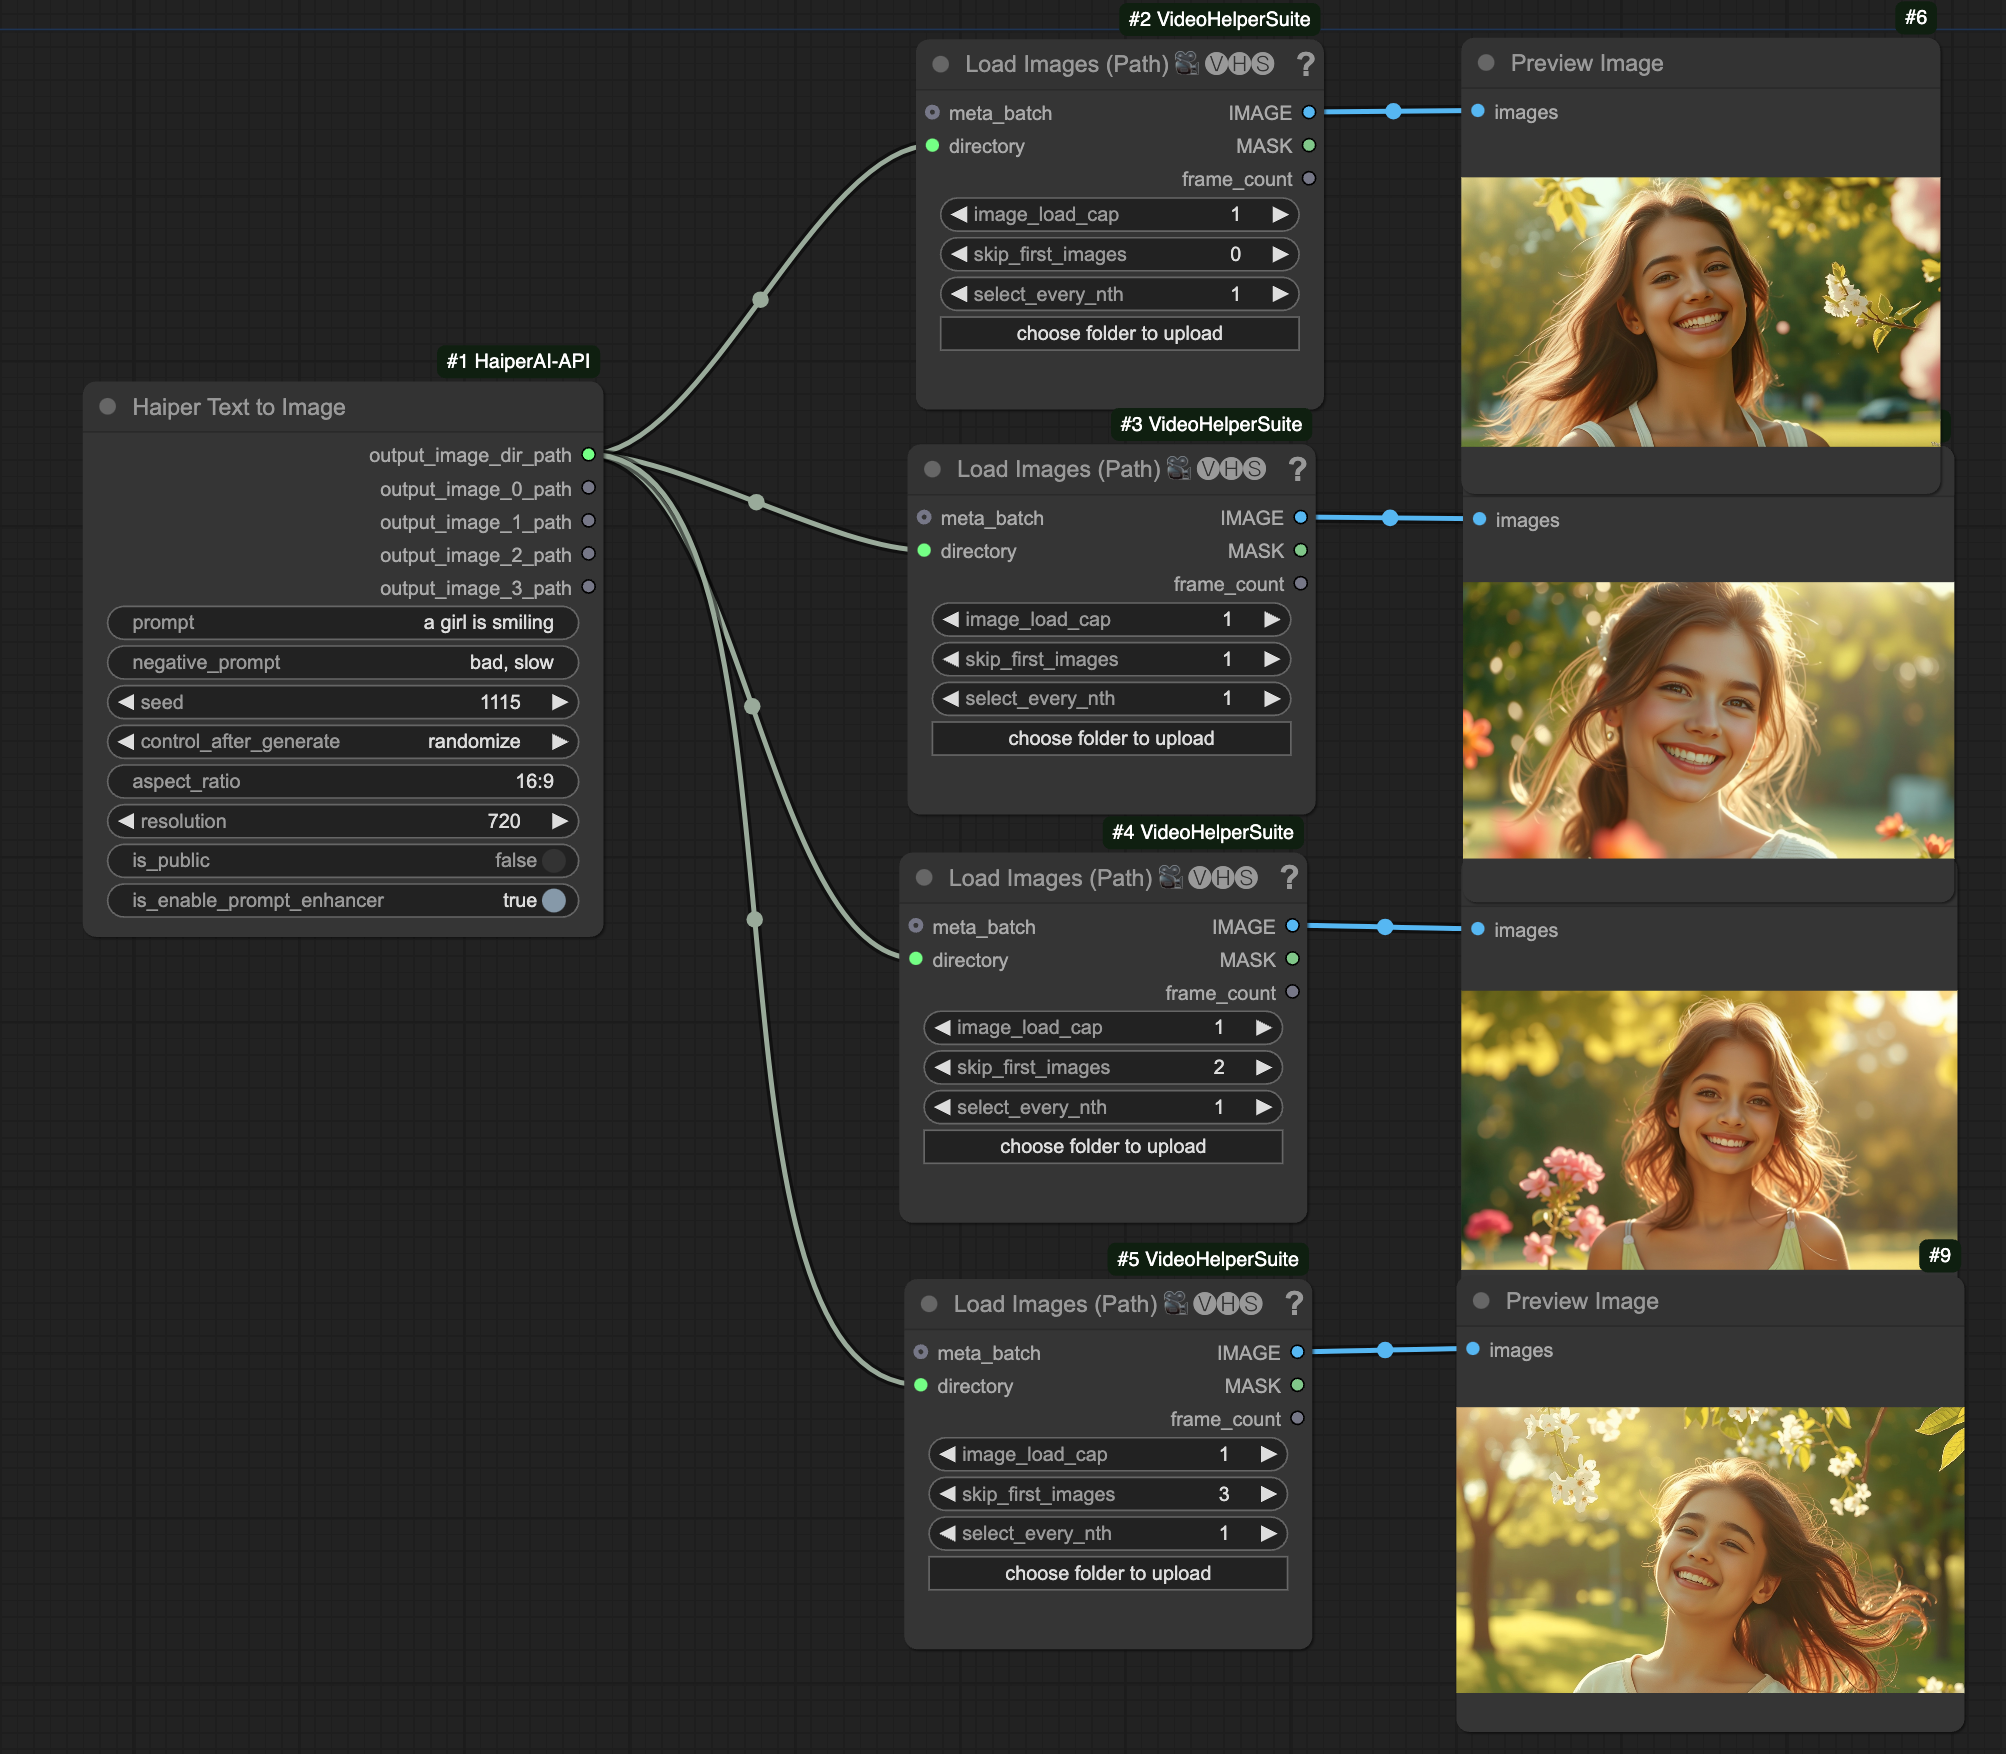 #1 HaiperAI-API
Haiper Text to Image
output_image_dir_path
output_image_0_path
output_image_1_path
output_image_2_path
output_image_3_path
prompt a girl is smiling
negative_prompt bad, slow
seed 1115
control_after_generate randomize
aspect_ratio 16:9
resolution 720
is_public false
is_enable_prompt_enhancer true
#2 VideoHelperSuite
Load Images (Path) 🎥🅥🅗🅢 ?
meta_batch IMAGE
directory MASK
frame_count
image_load_cap 1
skip_first_images 0
select_every_nth 1
choose folder to upload
#3 VideoHelperSuite
Load Images (Path) 🎥🅥🅗🅢 ?
meta_batch IMAGE
directory MASK
frame_count
image_load_cap 1
skip_first_images 1
select_every_nth 1
choose folder to upload
#4 VideoHelperSuite
Load Images (Path) 🎥🅥🅗🅢 ?
meta_batch IMAGE
directory MASK
frame_count
image_load_cap 1
skip_first_images 2
select_every_nth 1
choose folder to upload
#5 VideoHelperSuite
Load Images (Path) 🎥🅥🅗🅢 ?
meta_batch IMAGE
directory MASK
frame_count
image_load_cap 1
skip_first_images 3
select_every_nth 1
choose folder to upload
#6
Preview Image
images
images
images
#9
Preview Image
images